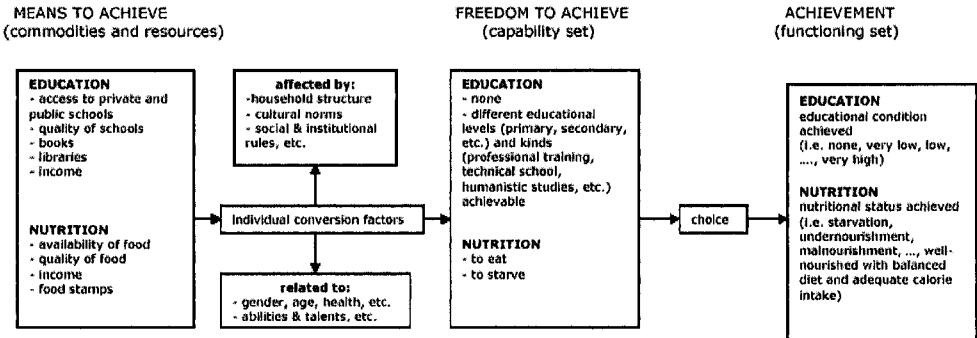 MEANS TO ACHIEVE
(commodities and resources)
FREEDOM TO ACHIEVE
(capability set)
ACHIEVEMENT
(functioning set)
EDUCATION
- access to private and
public schools
- quality of schools
- books
- libraries
- income
NUTRITION
- availability of food
- quality of food
- income
- food stamps
affected by:
-household structure
- cultural norms
- social & institutional
rules, etc.
Individual conversion factors
related to:
- gender, age, health, etc.
- abilities & talents, etc.
EDUCATION
- none
- different educational
levels (primary, secondary,
etc.) and kinds
(professional training,
technical school,
humanistic studies, etc.)
achievable
NUTRITION
- to eat
- to starve
choice
EDUCATION
educational condition
achieved
(i.e. none, very low, low,
...., very high)
NUTRITION
nutritional status achieved
(i.e. starvation,
undernourishment,
malnourishment, ..., well-
nourished with balanced
diet and adequate calorie
intake)